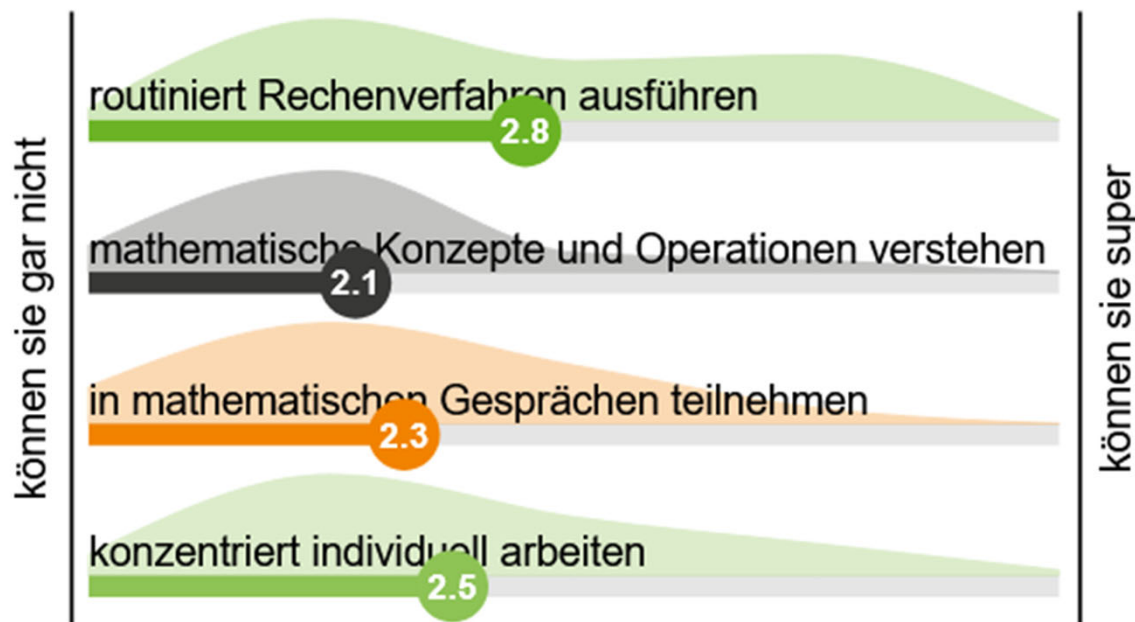 können sie gar nicht
routiniert Rechenverfahren ausführen
2.8
mathematische Konzepte und Operationen verstehen
2.1
in mathematischen Gesprächen teilnehmen
2.3
konzentriert individuell arbeiten
2.5
können sie super